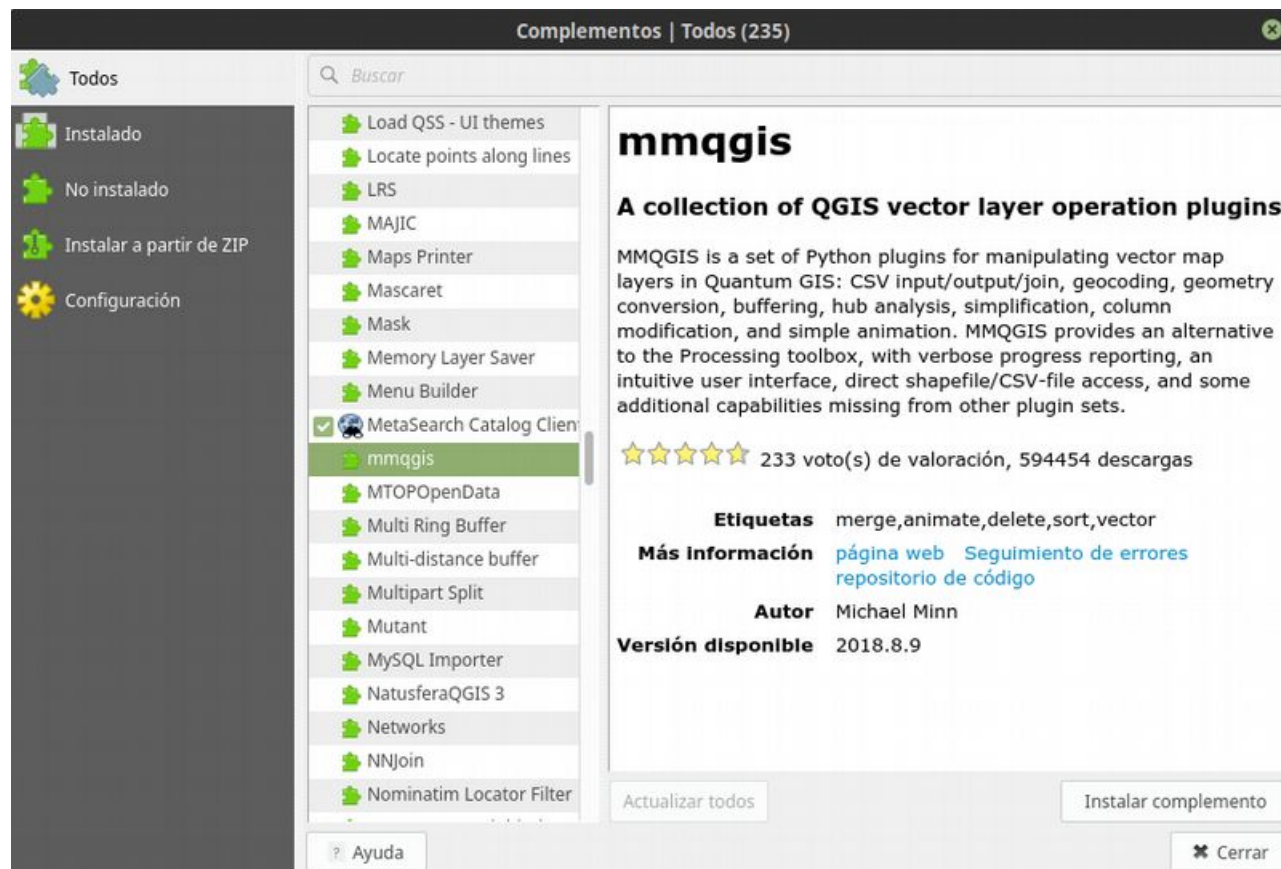 Complementos | Todos (235)
Todos
Instalado
No instalado
Instalar a partir de ZIP
Configuración
Buscar
Load QSS - UI themes
Locate points along lines
LRS
MAJIC
Maps Printer
Mascaret
Mask
Memory Layer Saver
Menu Builder
MetaSearch Catalog Clien
mmqgis
MTOPOpenData
Multi Ring Buffer
Multi-distance buffer
Multipart Split
Mutant
MySQL Importer
NatusferaQGIS 3
Networks
NNJoin
Nominatim Locator Filter
mmqgis
A collection of QGIS vector layer operation plugins
MMQGIS is a set of Python plugins for manipulating vector map
layers in Quantum GIS: CSV input/output/join, geocoding, geometry
conversion, buffering, hub analysis, simplification, column
modification, and simple animation. MMQGIS provides an alternative
to the Processing toolbox, with verbose progress reporting, an
intuitive user interface, direct shapefile/CSV-file access, and some
additional capabilities missing from other plugin sets.
233 voto(s) de valoración, 594454 descargas
Etiquetas merge,animate,delete,sort,vector
Más información página web Seguimiento de errores
repositorio de código
Autor Michael Minn
Versión disponible 2018.8.9
Actualizar todos
Instalar complemento
? Ayuda
Cerrar